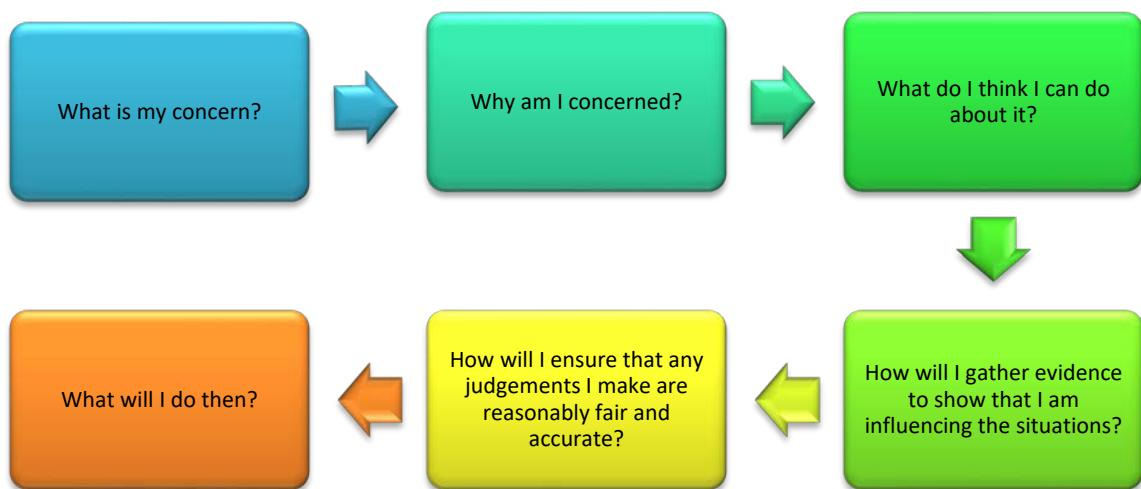 What is my concern?
Why am I concerned?
What do I think I can do
about it?
How will I gather evidence
to show that I am
influencing the situations?
How will I ensure that any
judgements I make are
reasonably fair and
accurate?
What will I do then?